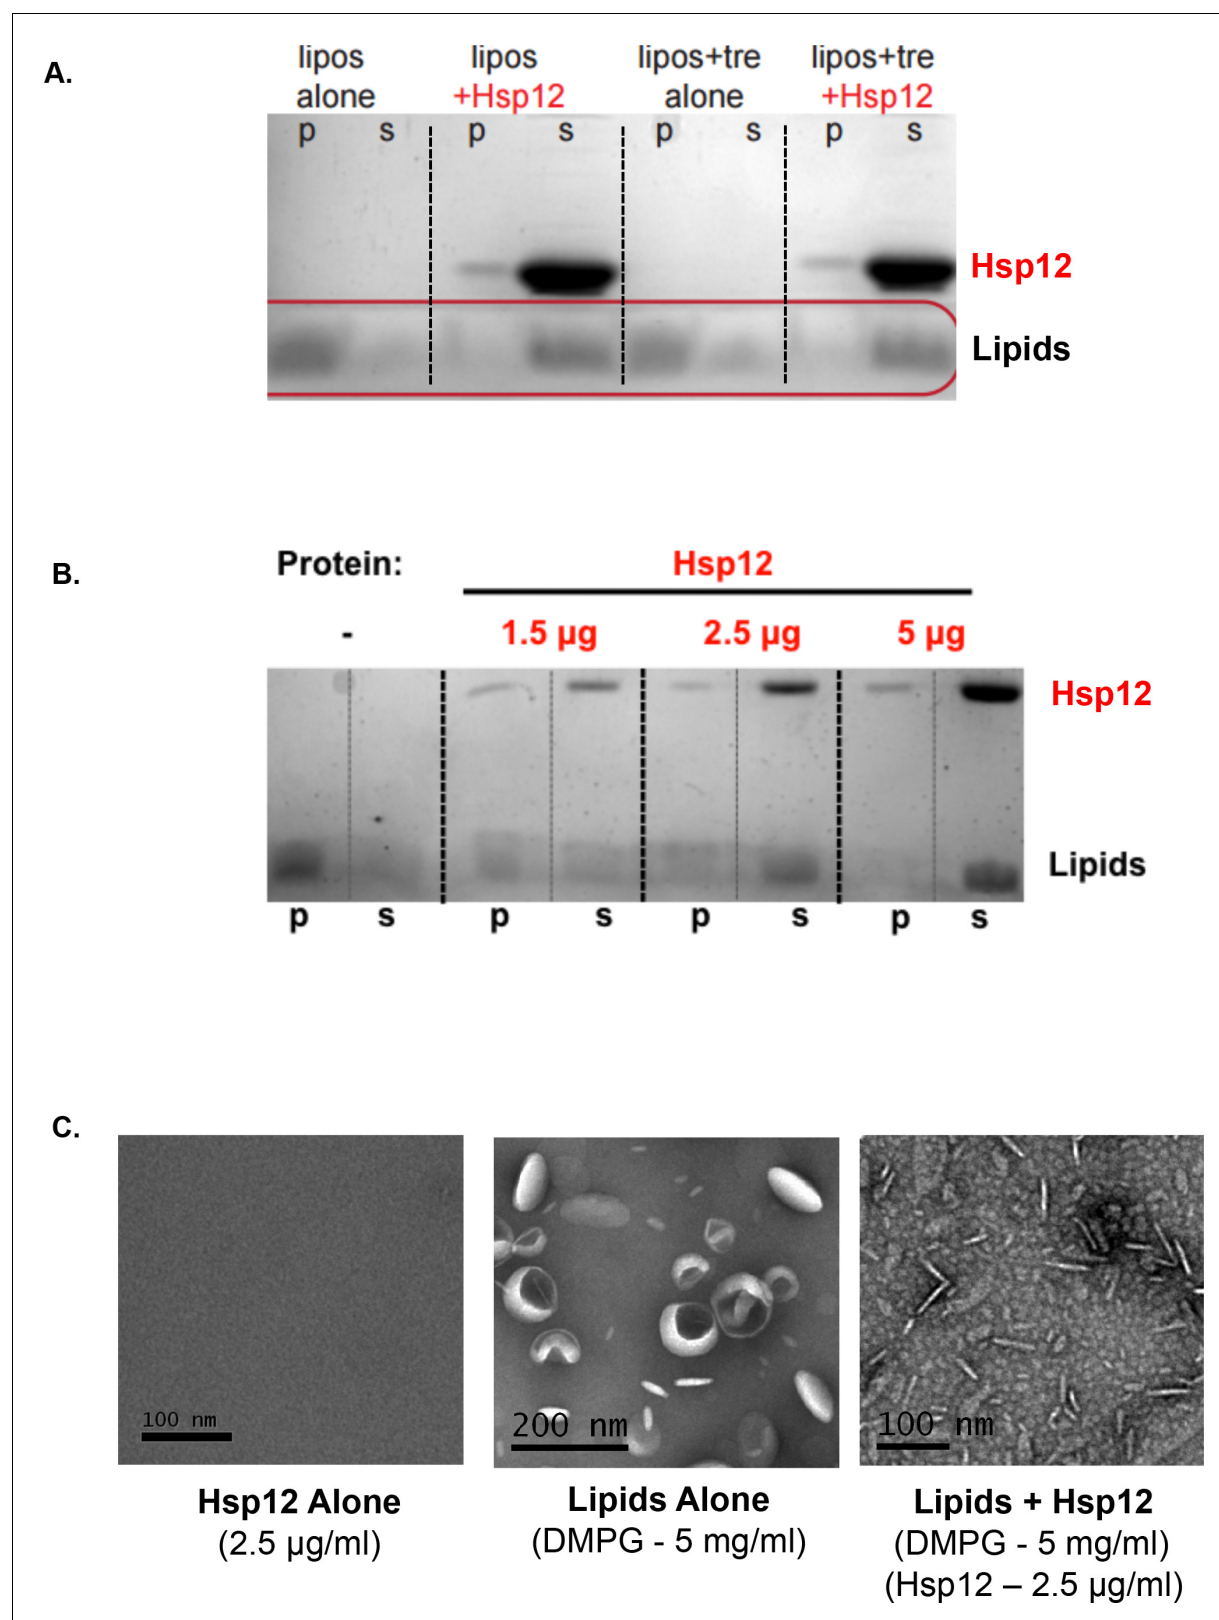 A.
lipos alone
lipos +Hsp12
lipos+tre alone
lipos+tre +Hsp12
p s p s p s p s
Hsp12
Lipids
B.
Protein: Hsp12
- 1.5 µg 2.5 µg 5 µg
Hsp12
Lipids
p s p s p s p s
C.
100 nm
200 nm
100 nm
Hsp12 Alone
(2.5 µg/ml)
Lipids Alone
(DMPG - 5 mg/ml)
Lipids + Hsp12
(DMPG - 5 mg/ml)
(Hsp12 – 2.5 µg/ml)